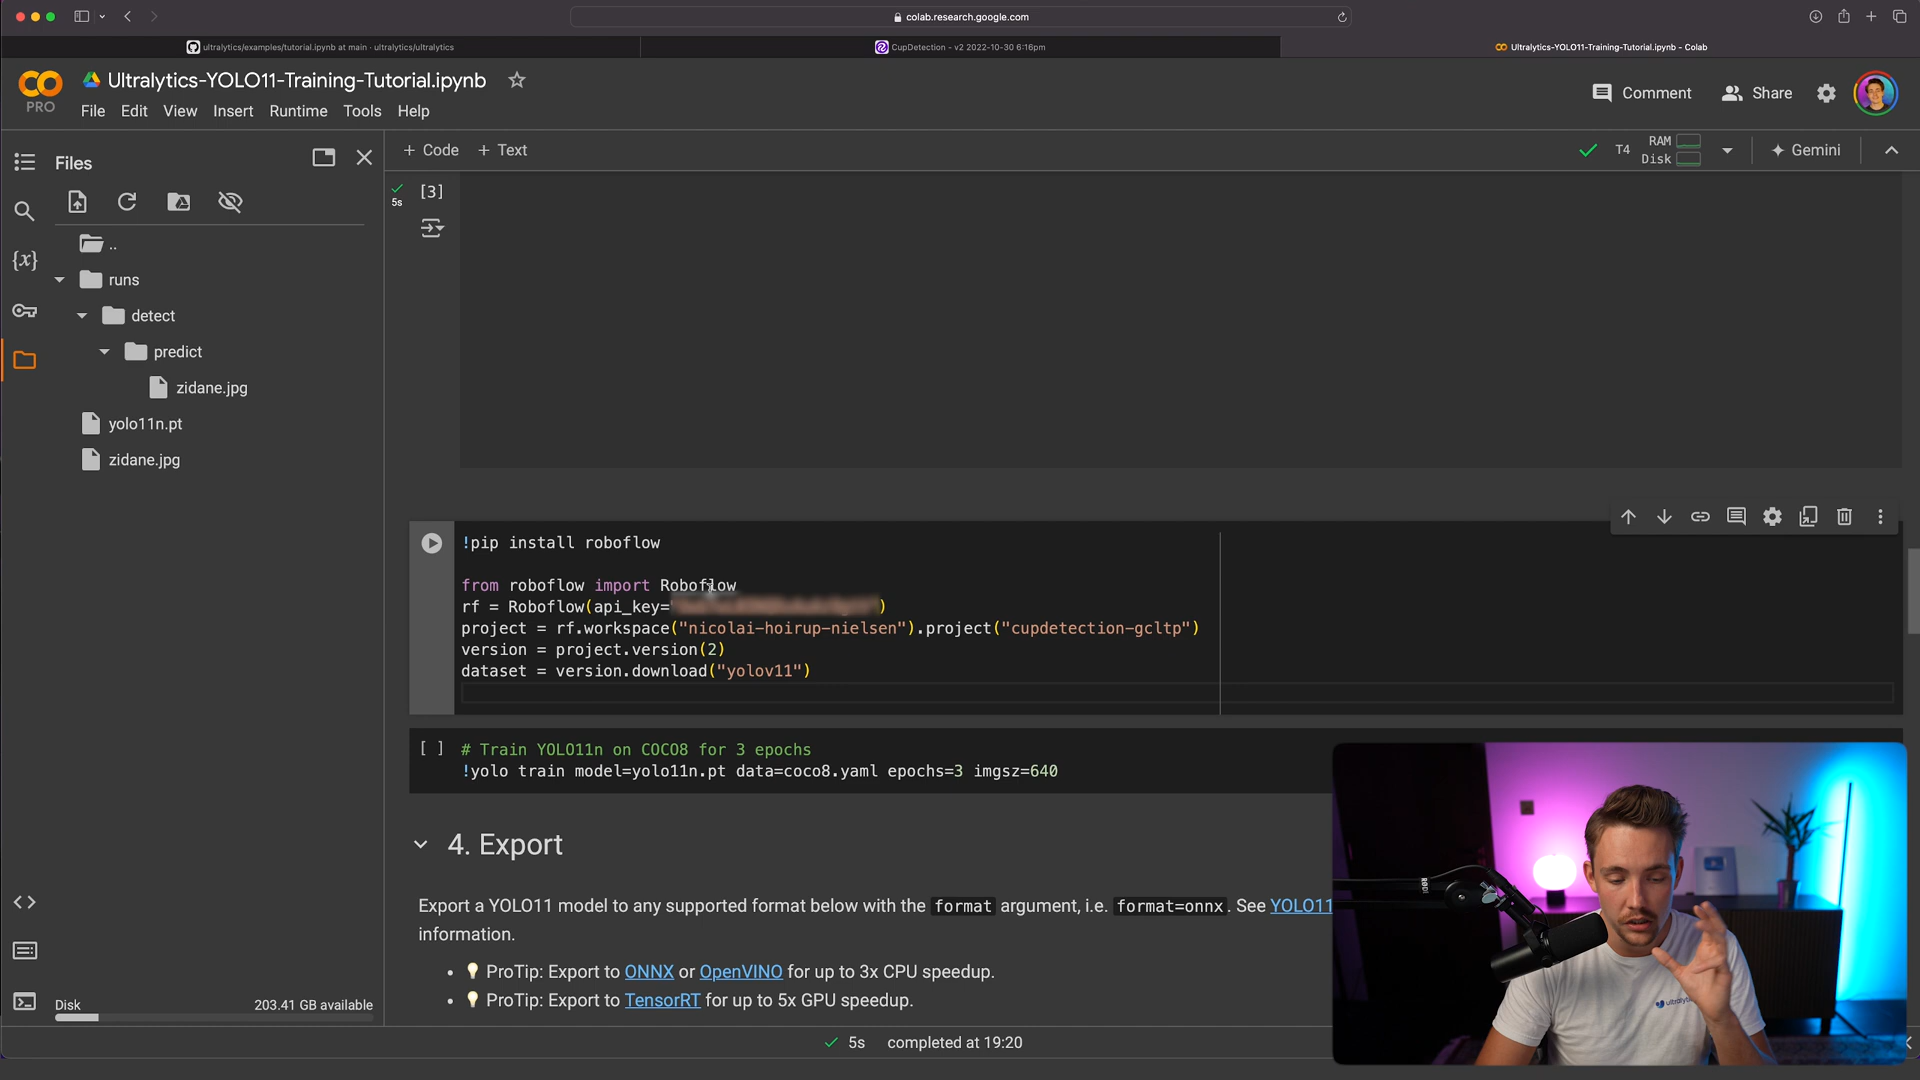 colab.research.google.com
ultralytics/examples/tutorial.ipynb at main · ultralytics/ultralytics
CupDetection - v2 2022-10-30 6:16pm
Ultralytics-YOLO11-Training-Tutorial.ipynb - Colab
PRO
Ultralytics-YOLO11-Training-Tutorial.ipynb
File Edit View Insert Runtime Tools Help
Comment
Share
Files
+ Code + Text
T4
RAM
Disk
Gemini
..
runs
detect
predict
zidane.jpg
yolo11n.pt
zidane.jpg
{x}
[3]
5s
!pip install roboflow
from roboflow import Roboflow
rf = Roboflow(api_key=")
project = rf.workspace("nicolai-hoirup-nielsen").project("cupdetection-gcltp")
version = project.version(2)
dataset = version.download("yolov11")
[ ] # Train YOLO11n on COCO8 for 3 epochs
!yolo train model=yolo11n.pt data=coco8.yaml epochs=3 imgsz=640
4. Export
Export a YOLO11 model to any supported format below with the format argument, i.e. format=onnx. See YOLO11
information.
• 💡 ProTip: Export to ONNX or OpenVINO for up to 3x CPU speedup.
• 💡 ProTip: Export to TensorRT for up to 5x GPU speedup.
Disk
203.41 GB available
5s completed at 19:20
RØDE
ultralytics